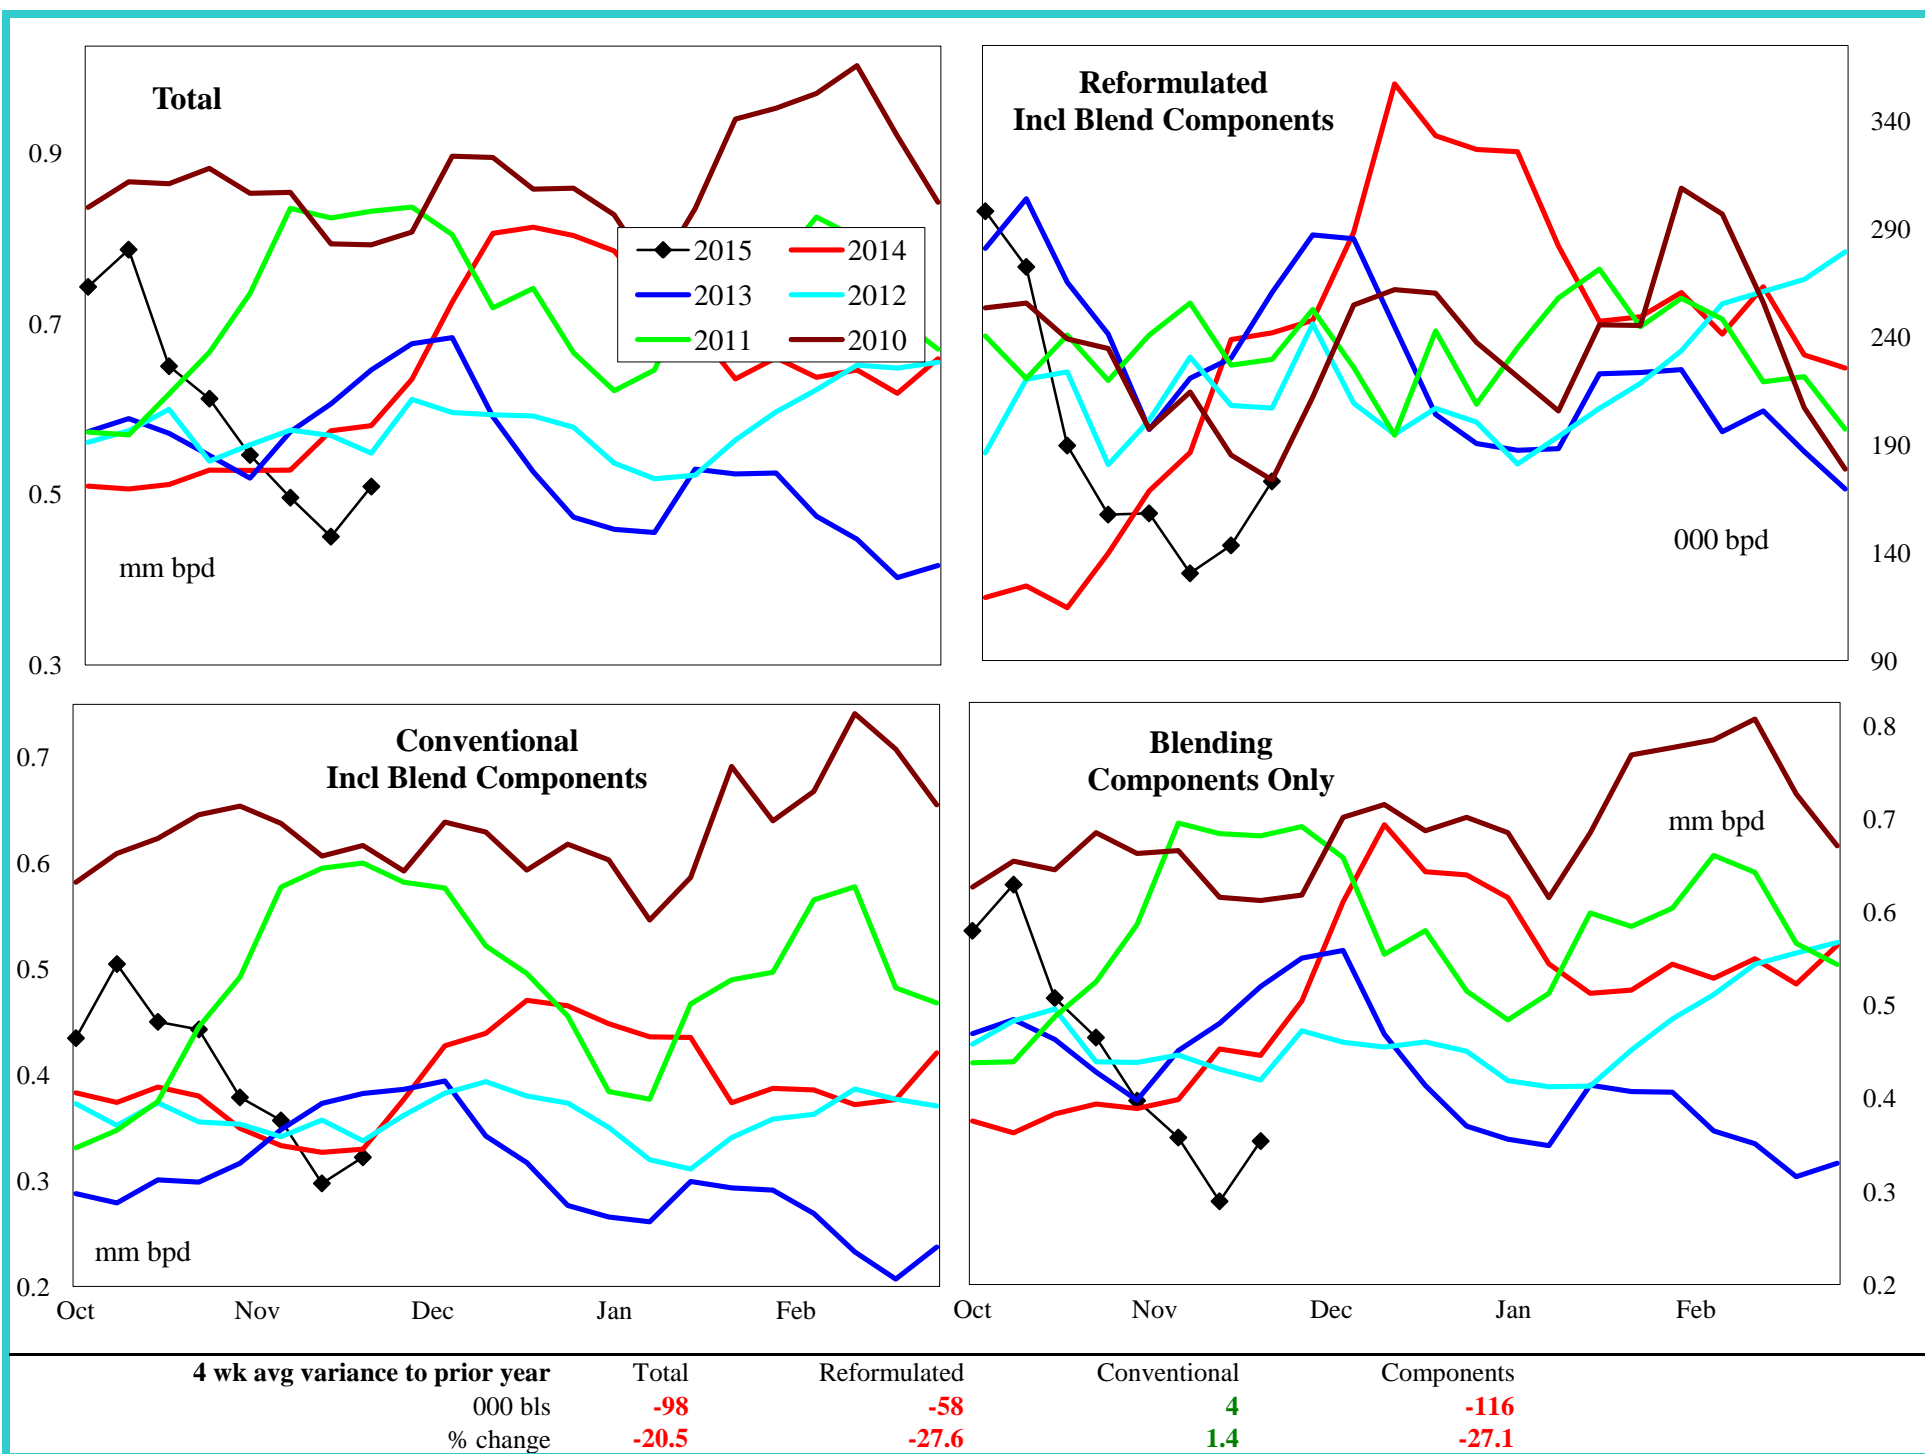 Total
0.9
0.7
0.5
0.3
mm bpd
2015 2014
2013 2012
2011 2010
Reformulated
Incl Blend Components
340
290
240
190
140
90
000 bpd
Conventional
Incl Blend Components
0.7
0.6
0.5
0.4
0.3
0.2
mm bpd
Oct Nov Dec Jan Feb
Blending
Components Only
mm bpd
0.8
0.7
0.6
0.5
0.4
0.3
0.2
Oct Nov Dec Jan Feb
4 wk avg variance to prior year Total Reformulated Conventional Components
000 bls -98 -58 4 -116
% change -20.5 -27.6 1.4 -27.1